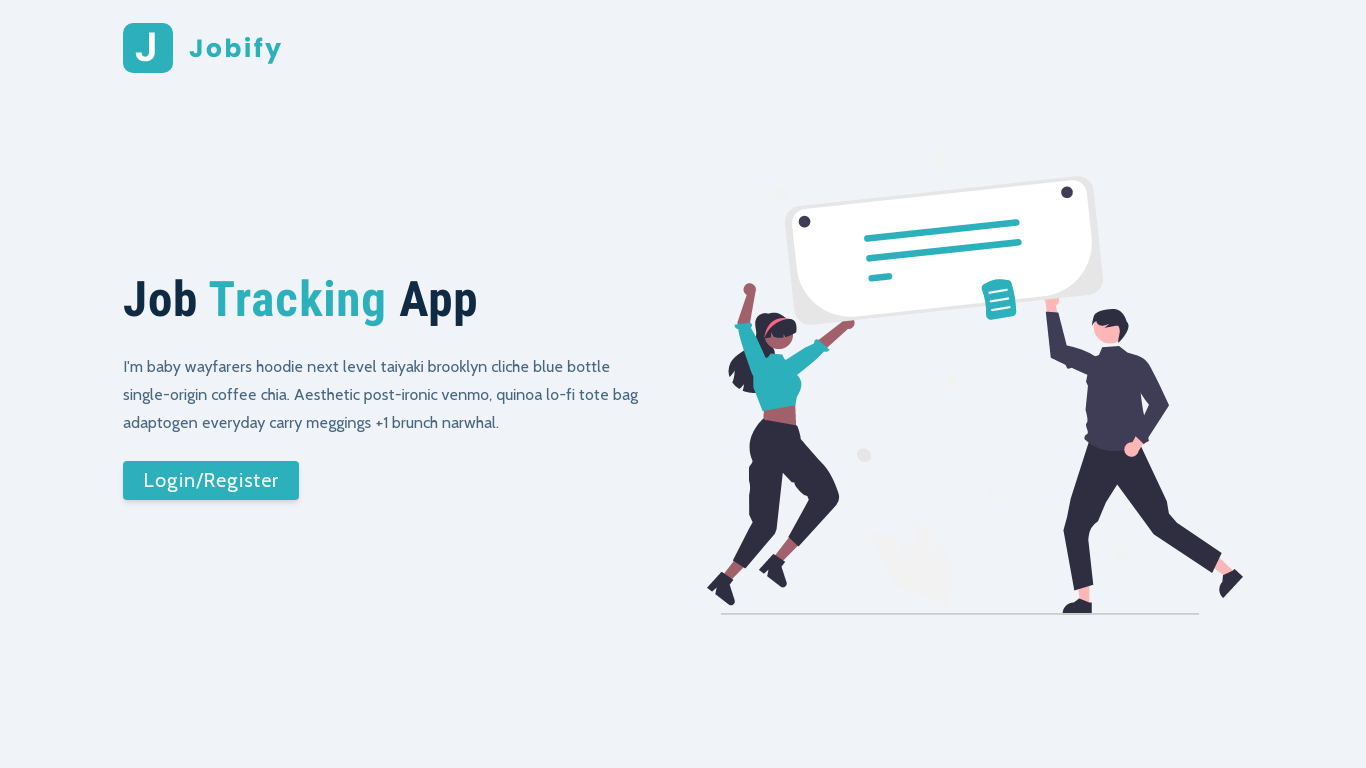 J Jobify
Job Tracking App
I'm baby wayfarers hoodie next level taiyaki brooklyn cliche blue bottle
single-origin coffee chia. Aesthetic post-ironic venmo, quinoa lo-fi tote bag
adaptogen everyday carry meggings +1 brunch narwhal.
Login/Register